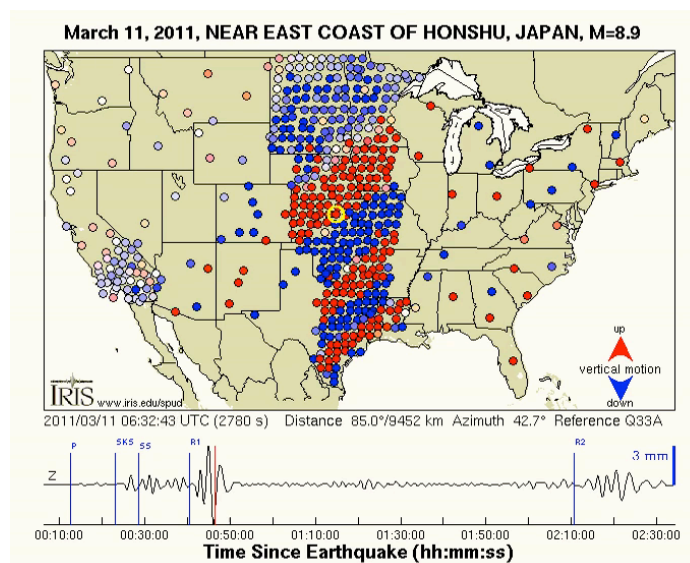 March 11, 2011, NEAR EAST COAST OF HONSHU, JAPAN, M=8.9
up
vertical motion
down
IRIS www.iris.edu/spud
2011/03/11 06:32:43 UTC (2780 s) Distance 85.0°/9452 km Azimuth 42.7° Reference Q33A
P SKS SS R1 R2
3 mm
Z
00:10:00 00:30:00 00:50:00 01:10:00 01:30:00 01:50:00 02:10:00 02:30:00
Time Since Earthquake (hh:mm:ss)